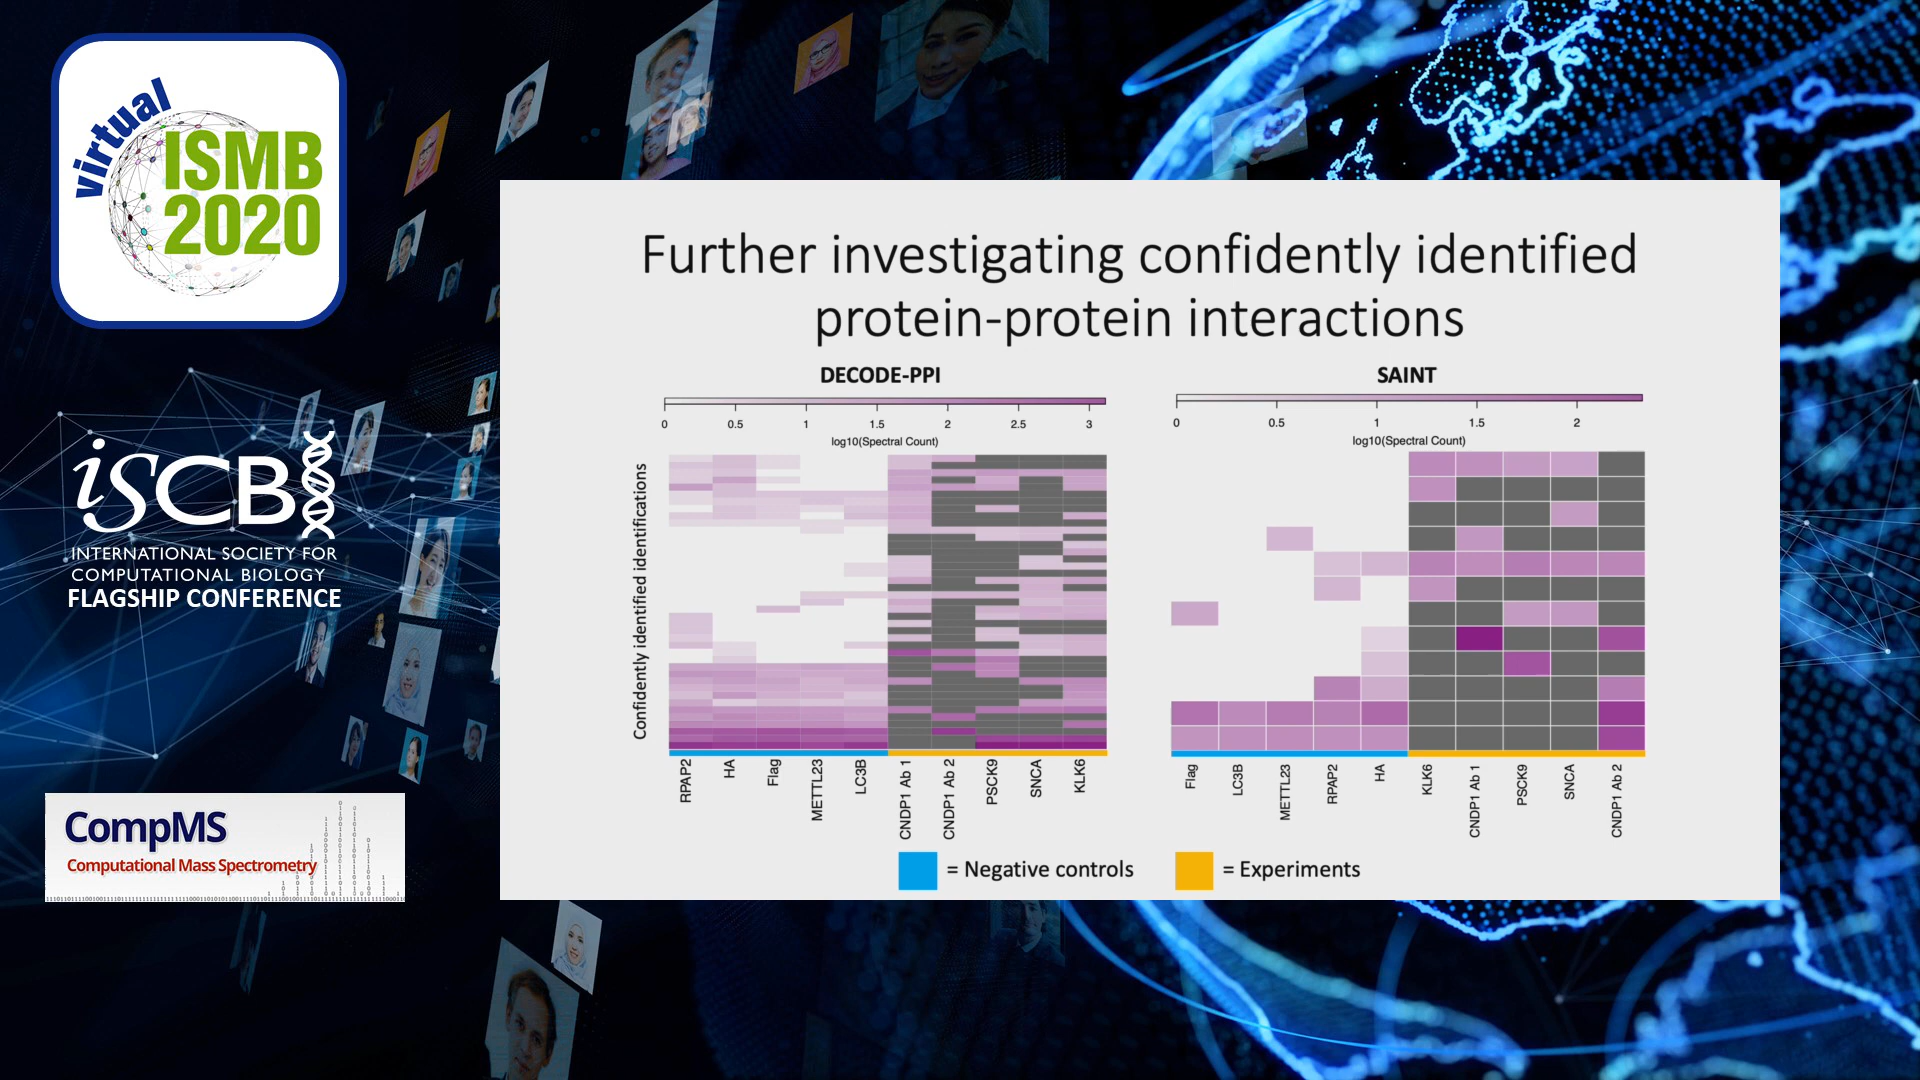 virtual
ISMB
2020
iSCB
INTERNATIONAL SOCIETY FOR
COMPUTATIONAL BIOLOGY
FLAGSHIP CONFERENCE
CompMS
Computational Mass Spectrometry
Further investigating confidently identified
protein-protein interactions
DECODE-PPI
0 0.5 1 1.5 2 2.5 3
log10(Spectral Count)
Confidently identified identifications
RPAP2 HA Flag METTL23 LC3B CNDP1 Ab 1 CNDP1 Ab 2 PSCK9 SNCA KLK6
SAINT
0 0.5 1 1.5 2
log10(Spectral Count)
Flag LC3B METTL23 RPAP2 HA KLK6 CNDP1 Ab 1 PSCK9 SNCA CNDP1 Ab 2
= Negative controls
= Experiments